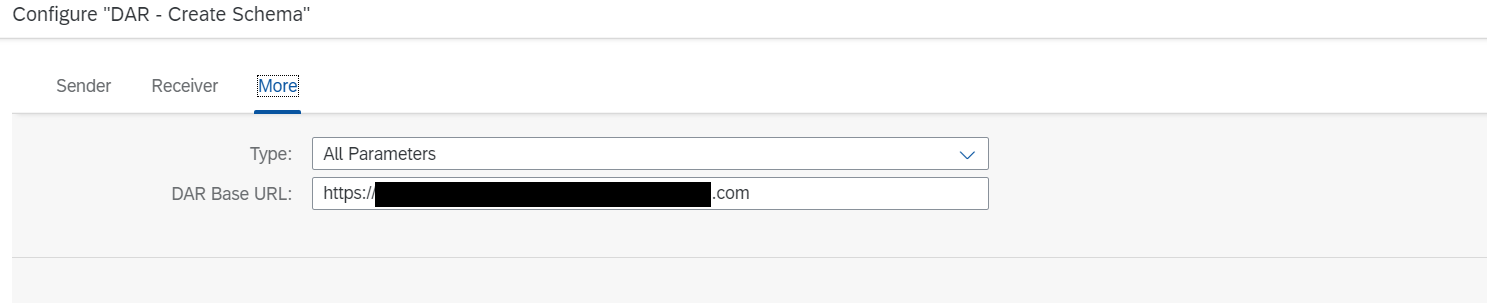 Configure "DAR - Create Schema"
Sender Receiver More
Type: All Parameters
DAR Base URL: https:// .com